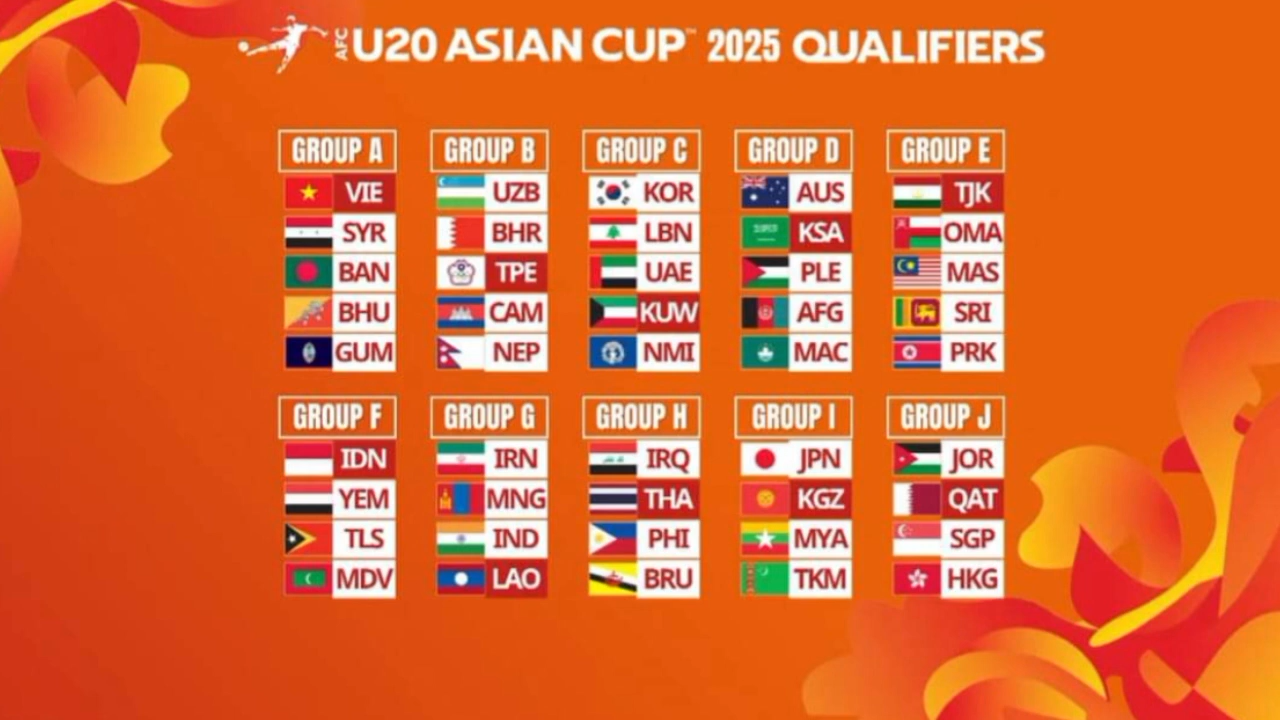 AFC U20 ASIAN CUP™ 2025 QUALIFIERS
GROUP A
VIE
SYR
BAN
BHU
GUM
GROUP B
UZB
BHR
TPE
CAM
NEP
GROUP C
KOR
LBN
UAE
KUW
NMI
GROUP D
AUS
KSA
PLE
AFG
MAC
GROUP E
TJK
OMA
MAS
SRI
PRK
GROUP F
IDN
YEM
TLS
MDV
GROUP G
IRN
MNG
IND
LAO
GROUP H
IRQ
THA
PHI
BRU
GROUP I
JPN
KGZ
MYA
TKM
GROUP J
JOR
QAT
SGP
HKG